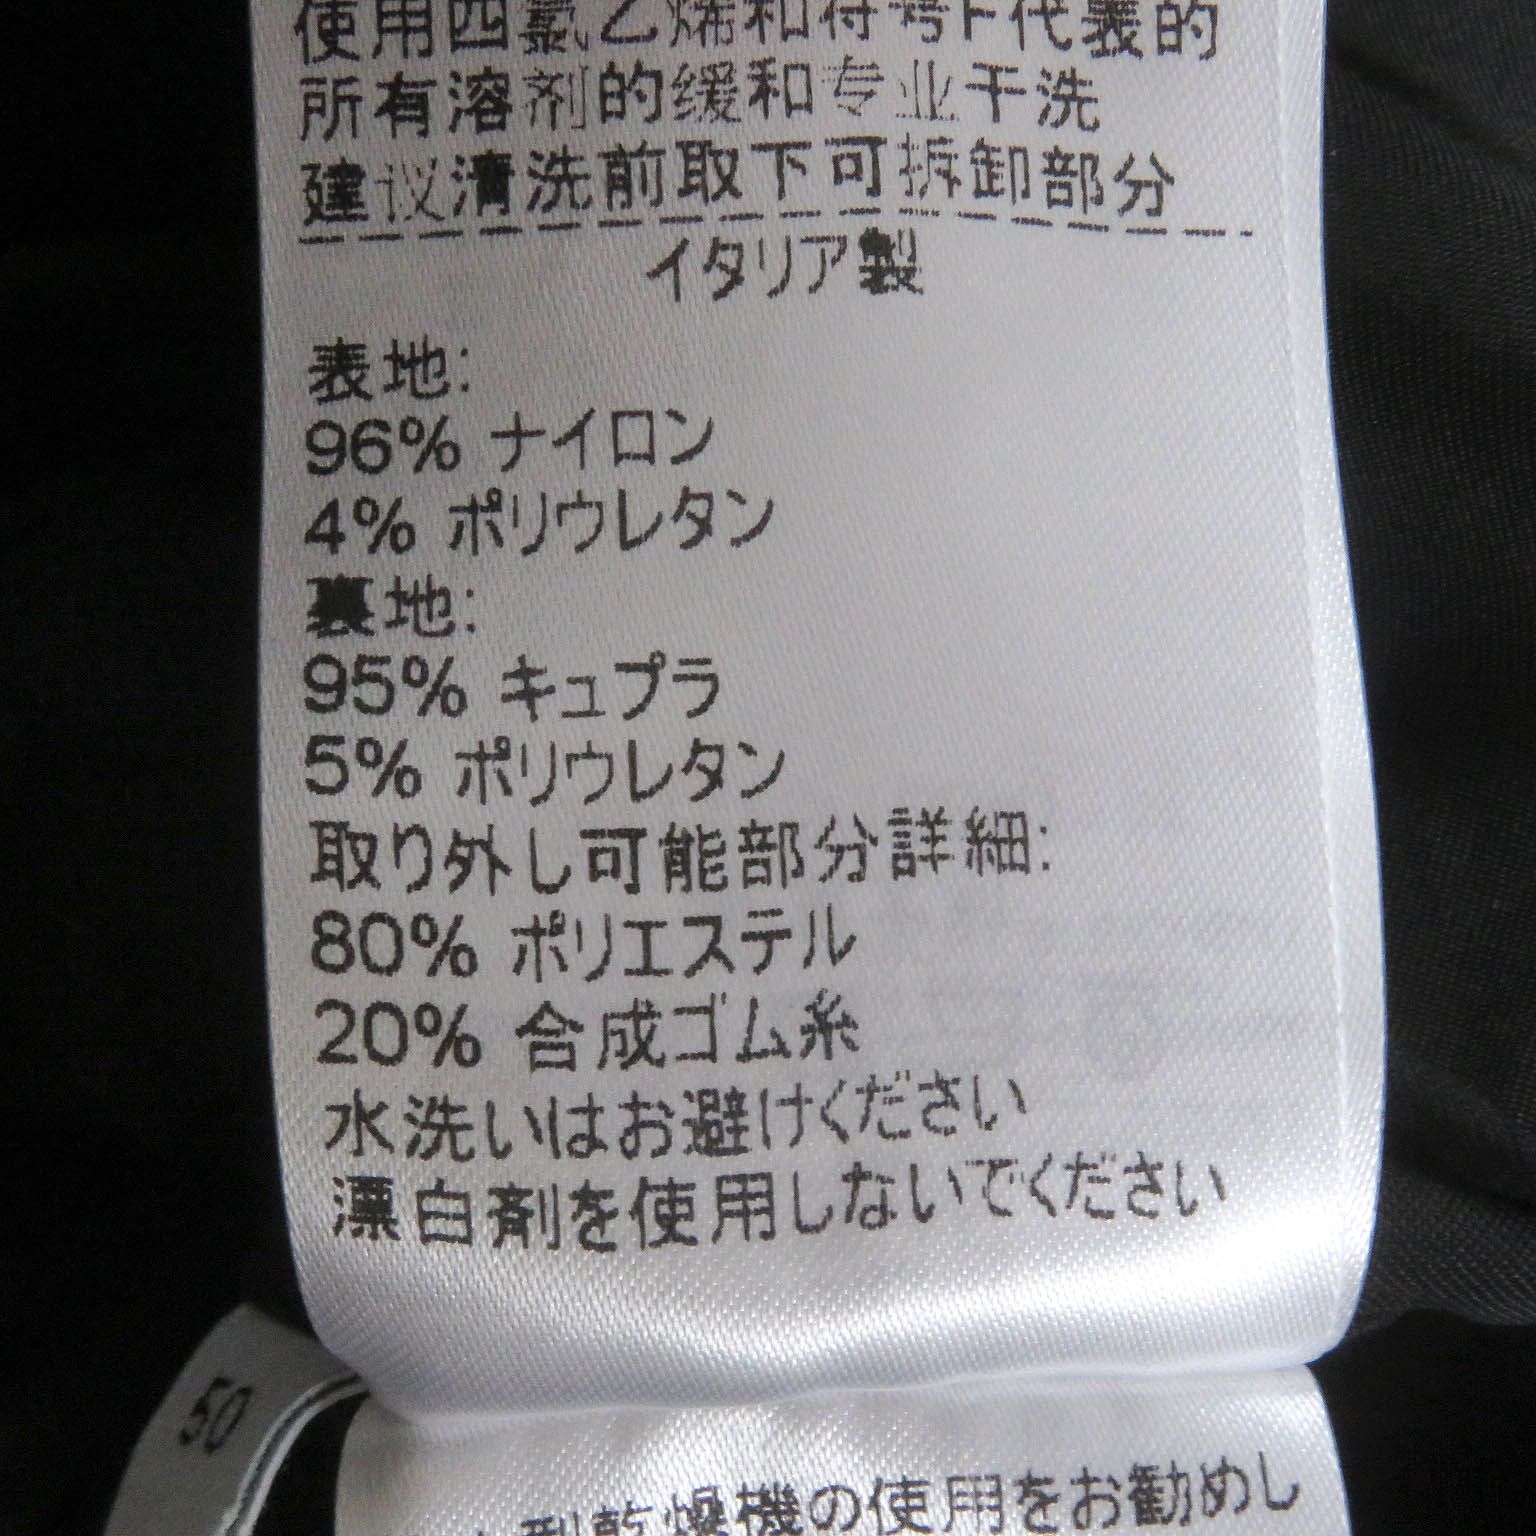 使用四氯乙烯和符号F代表的
所有溶剂的缓和专业干洗
建议清洗前取下可拆卸部分
イタリア製
表地:
96% ナイロン
4% ポリウレタン
裏地:
95% キュプラ
5% ポリウレタン
取り外し可能部分詳細:
80% ポリエステル
20% 合成ゴム糸
水洗いはお避けください
漂白剤を使用しないでください
50
乾燥機の使用をお勧めし